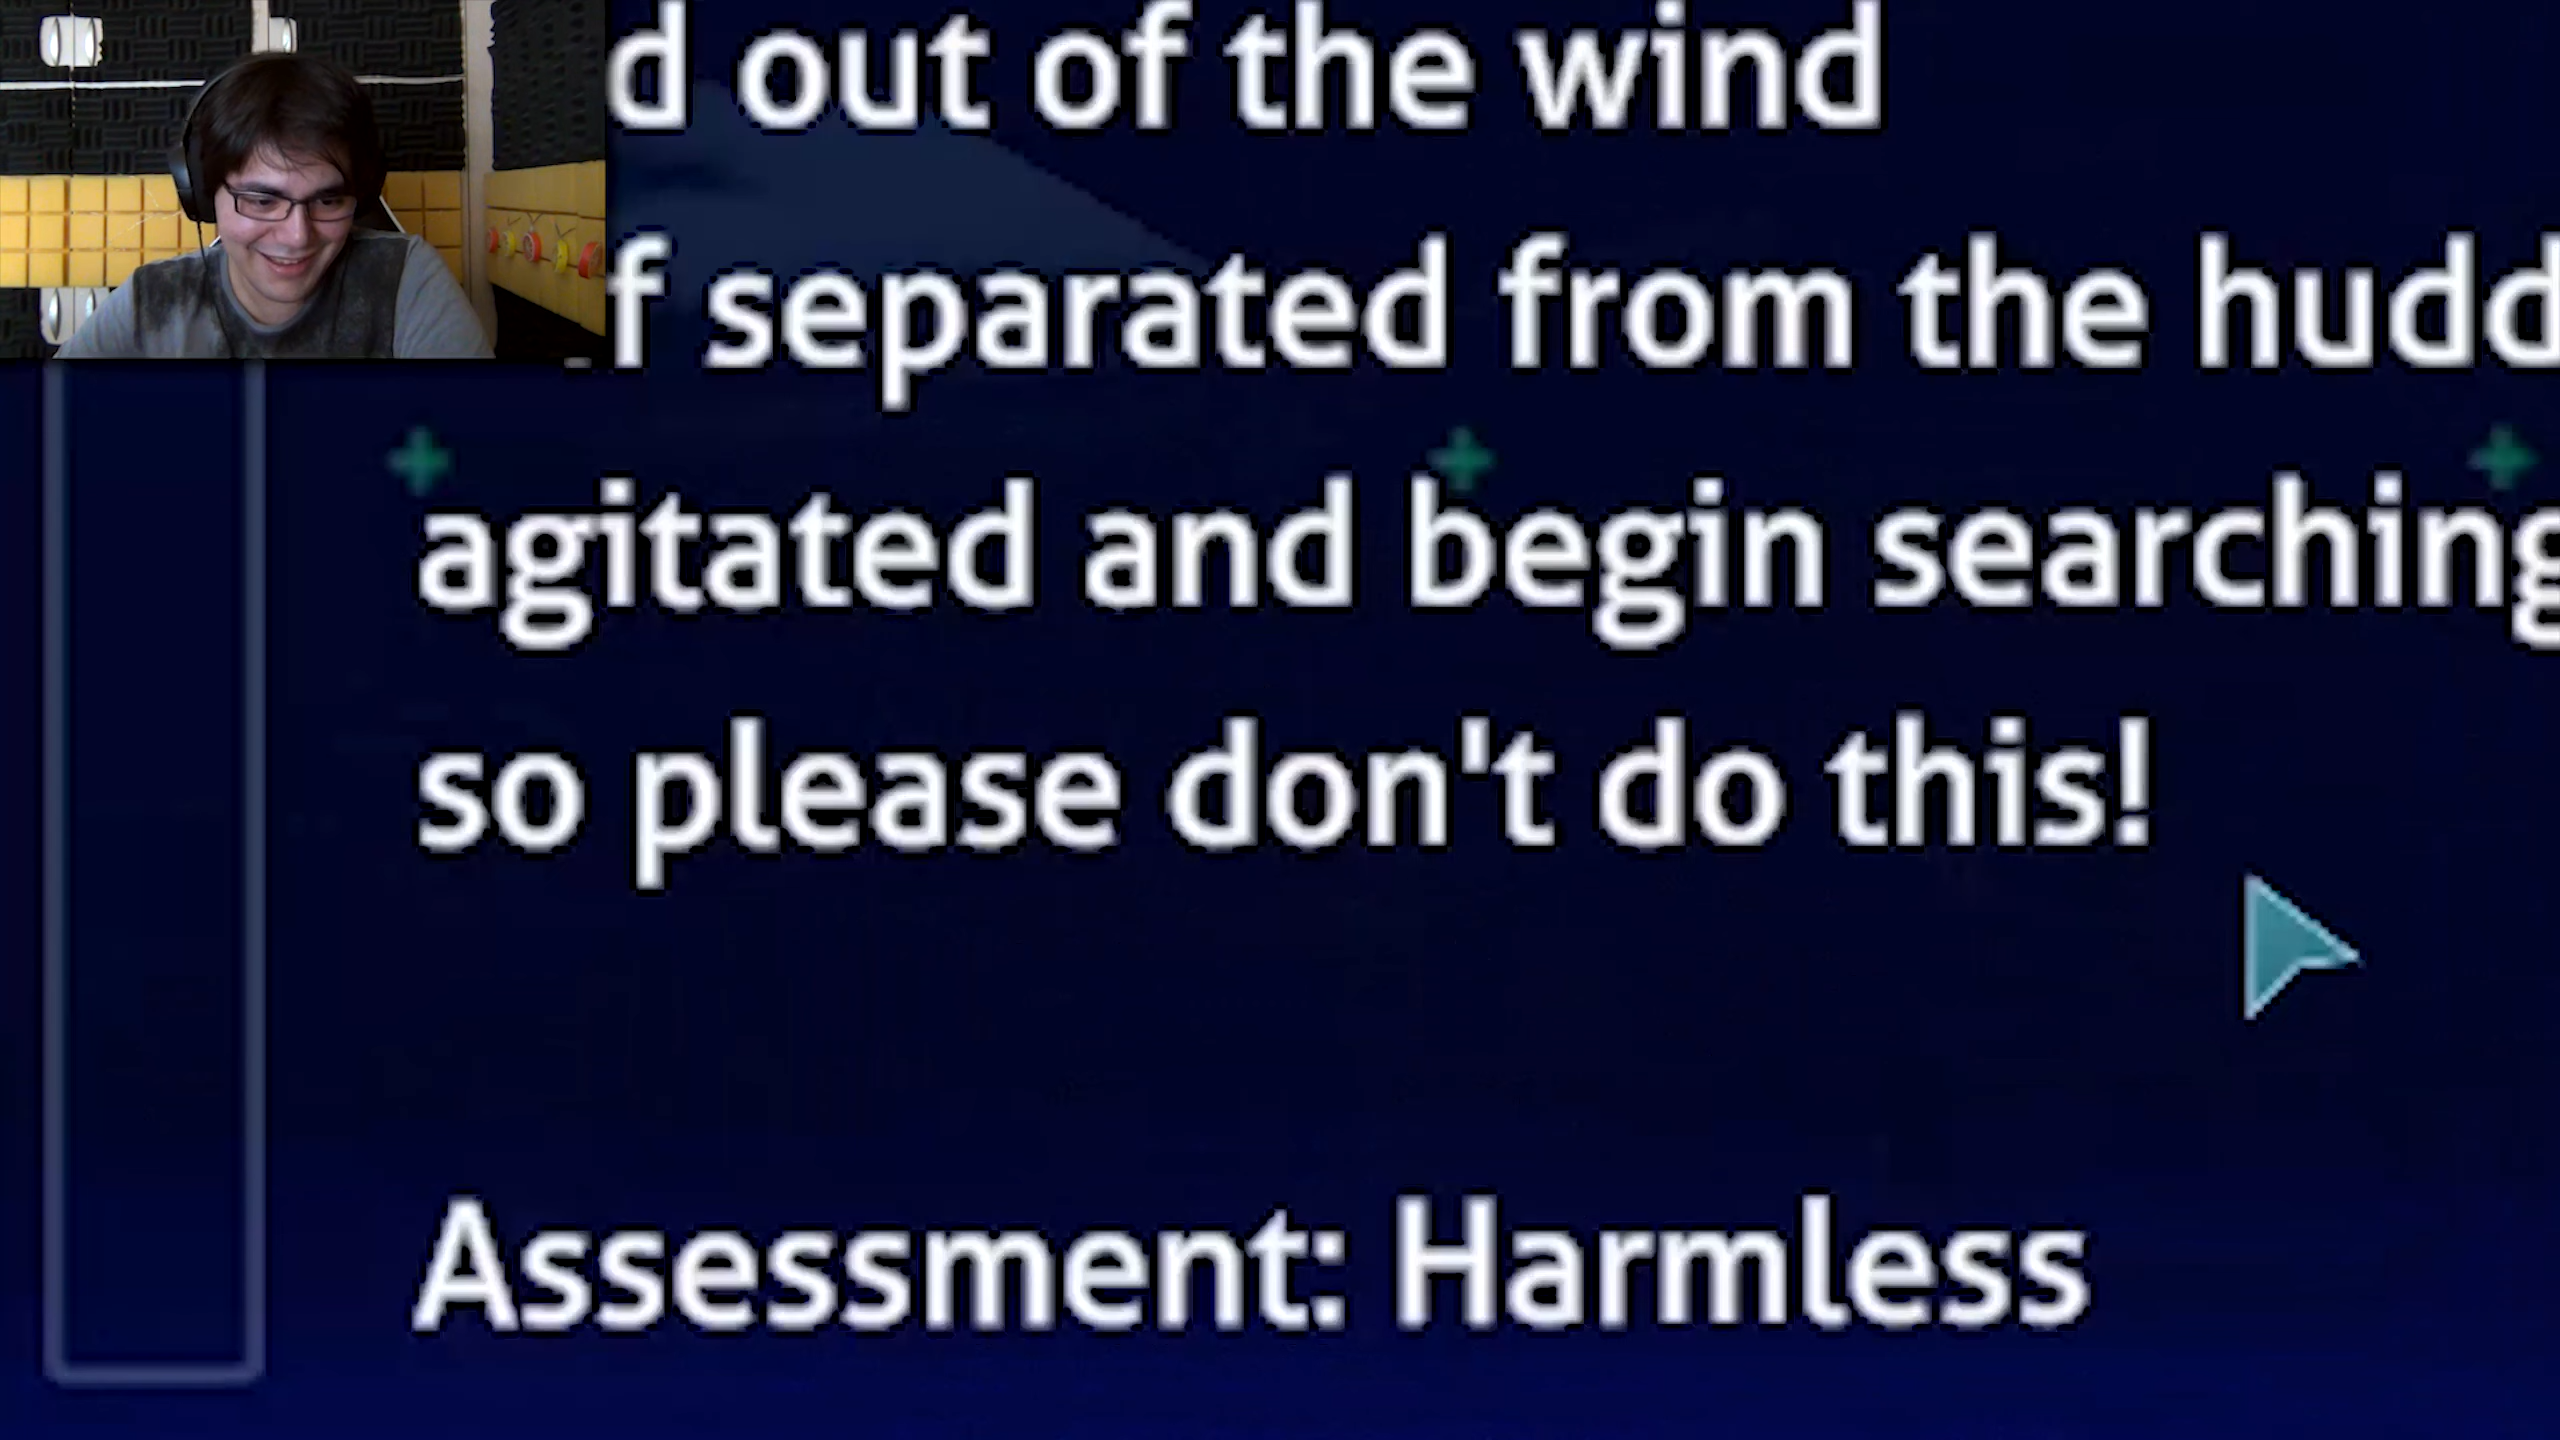 d out of the wind
f separated from the hudd
agitated and begin searching
so please don't do this!
Assessment: Harmless